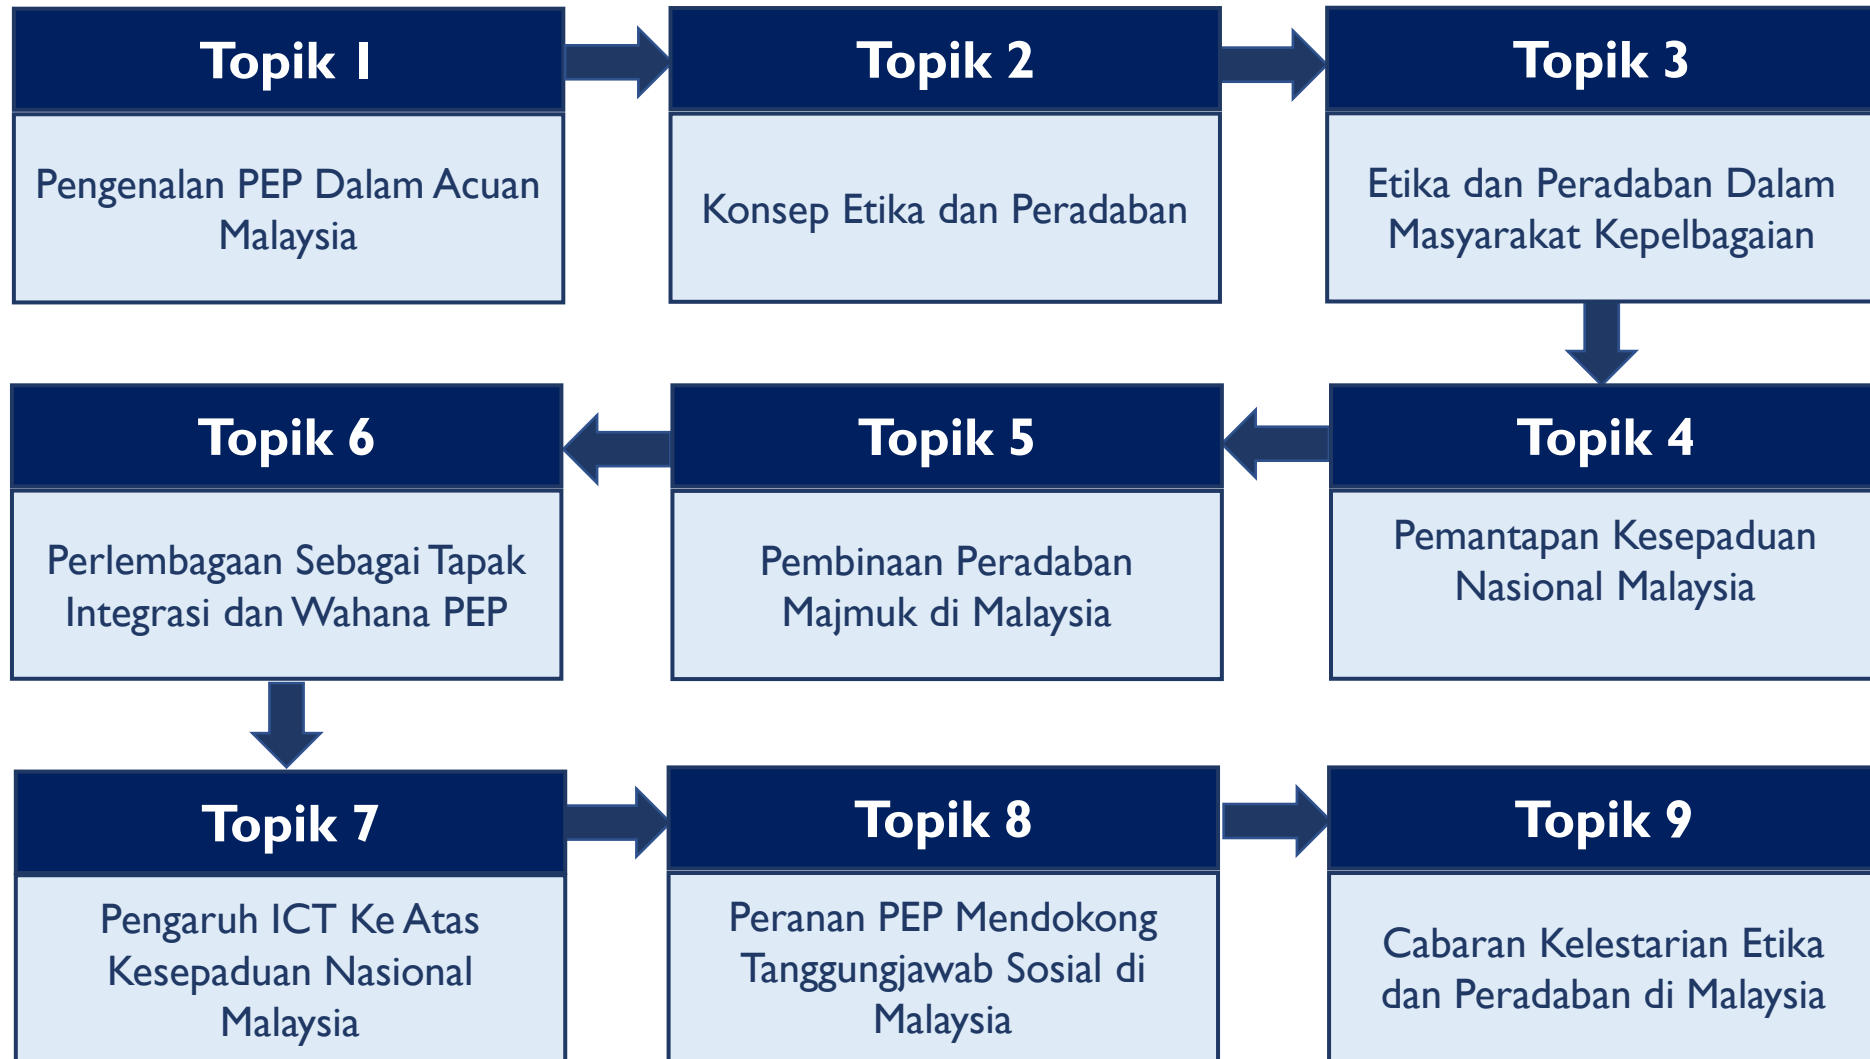 Topik 1
Pengenalan PEP Dalam Acuan
Malaysia
Topik 2
Konsep Etika dan Peradaban
Topik 3
Etika dan Peradaban Dalam
Masyarakat Kepelbagaian
Topik 4
Pemantapan Kesepaduan
Nasional Malaysia
Topik 5
Pembinaan Peradaban
Majmuk di Malaysia
Topik 6
Perlembagaan Sebagai Tapak
Integrasi dan Wahana PEP
Topik 7
Pengaruh ICT Ke Atas
Kesepaduan Nasional
Malaysia
Topik 8
Peranan PEP Mendokong
Tanggungjawab Sosial di
Malaysia
Topik 9
Cabaran Kelestarian Etika
dan Peradaban di Malaysia